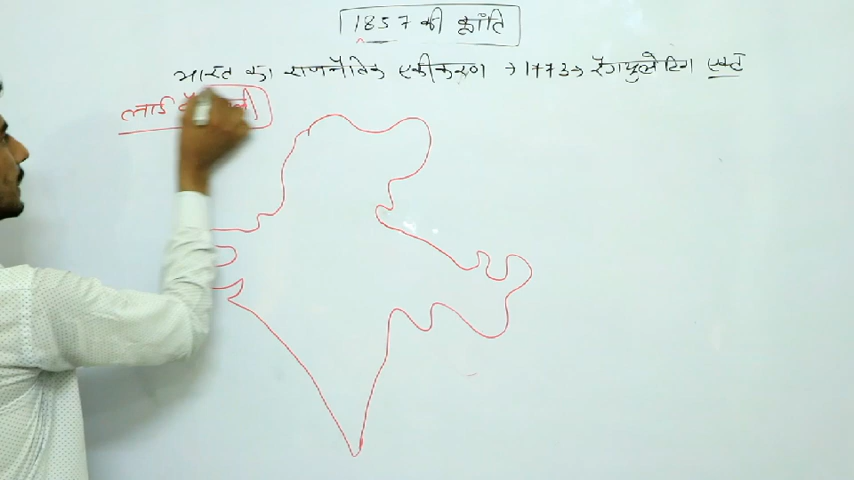 1857 की क्रांति
भारत का राजनैतिक एकीकरण → 1773 → रेग्युलेटिंग एक्ट
लार्ड